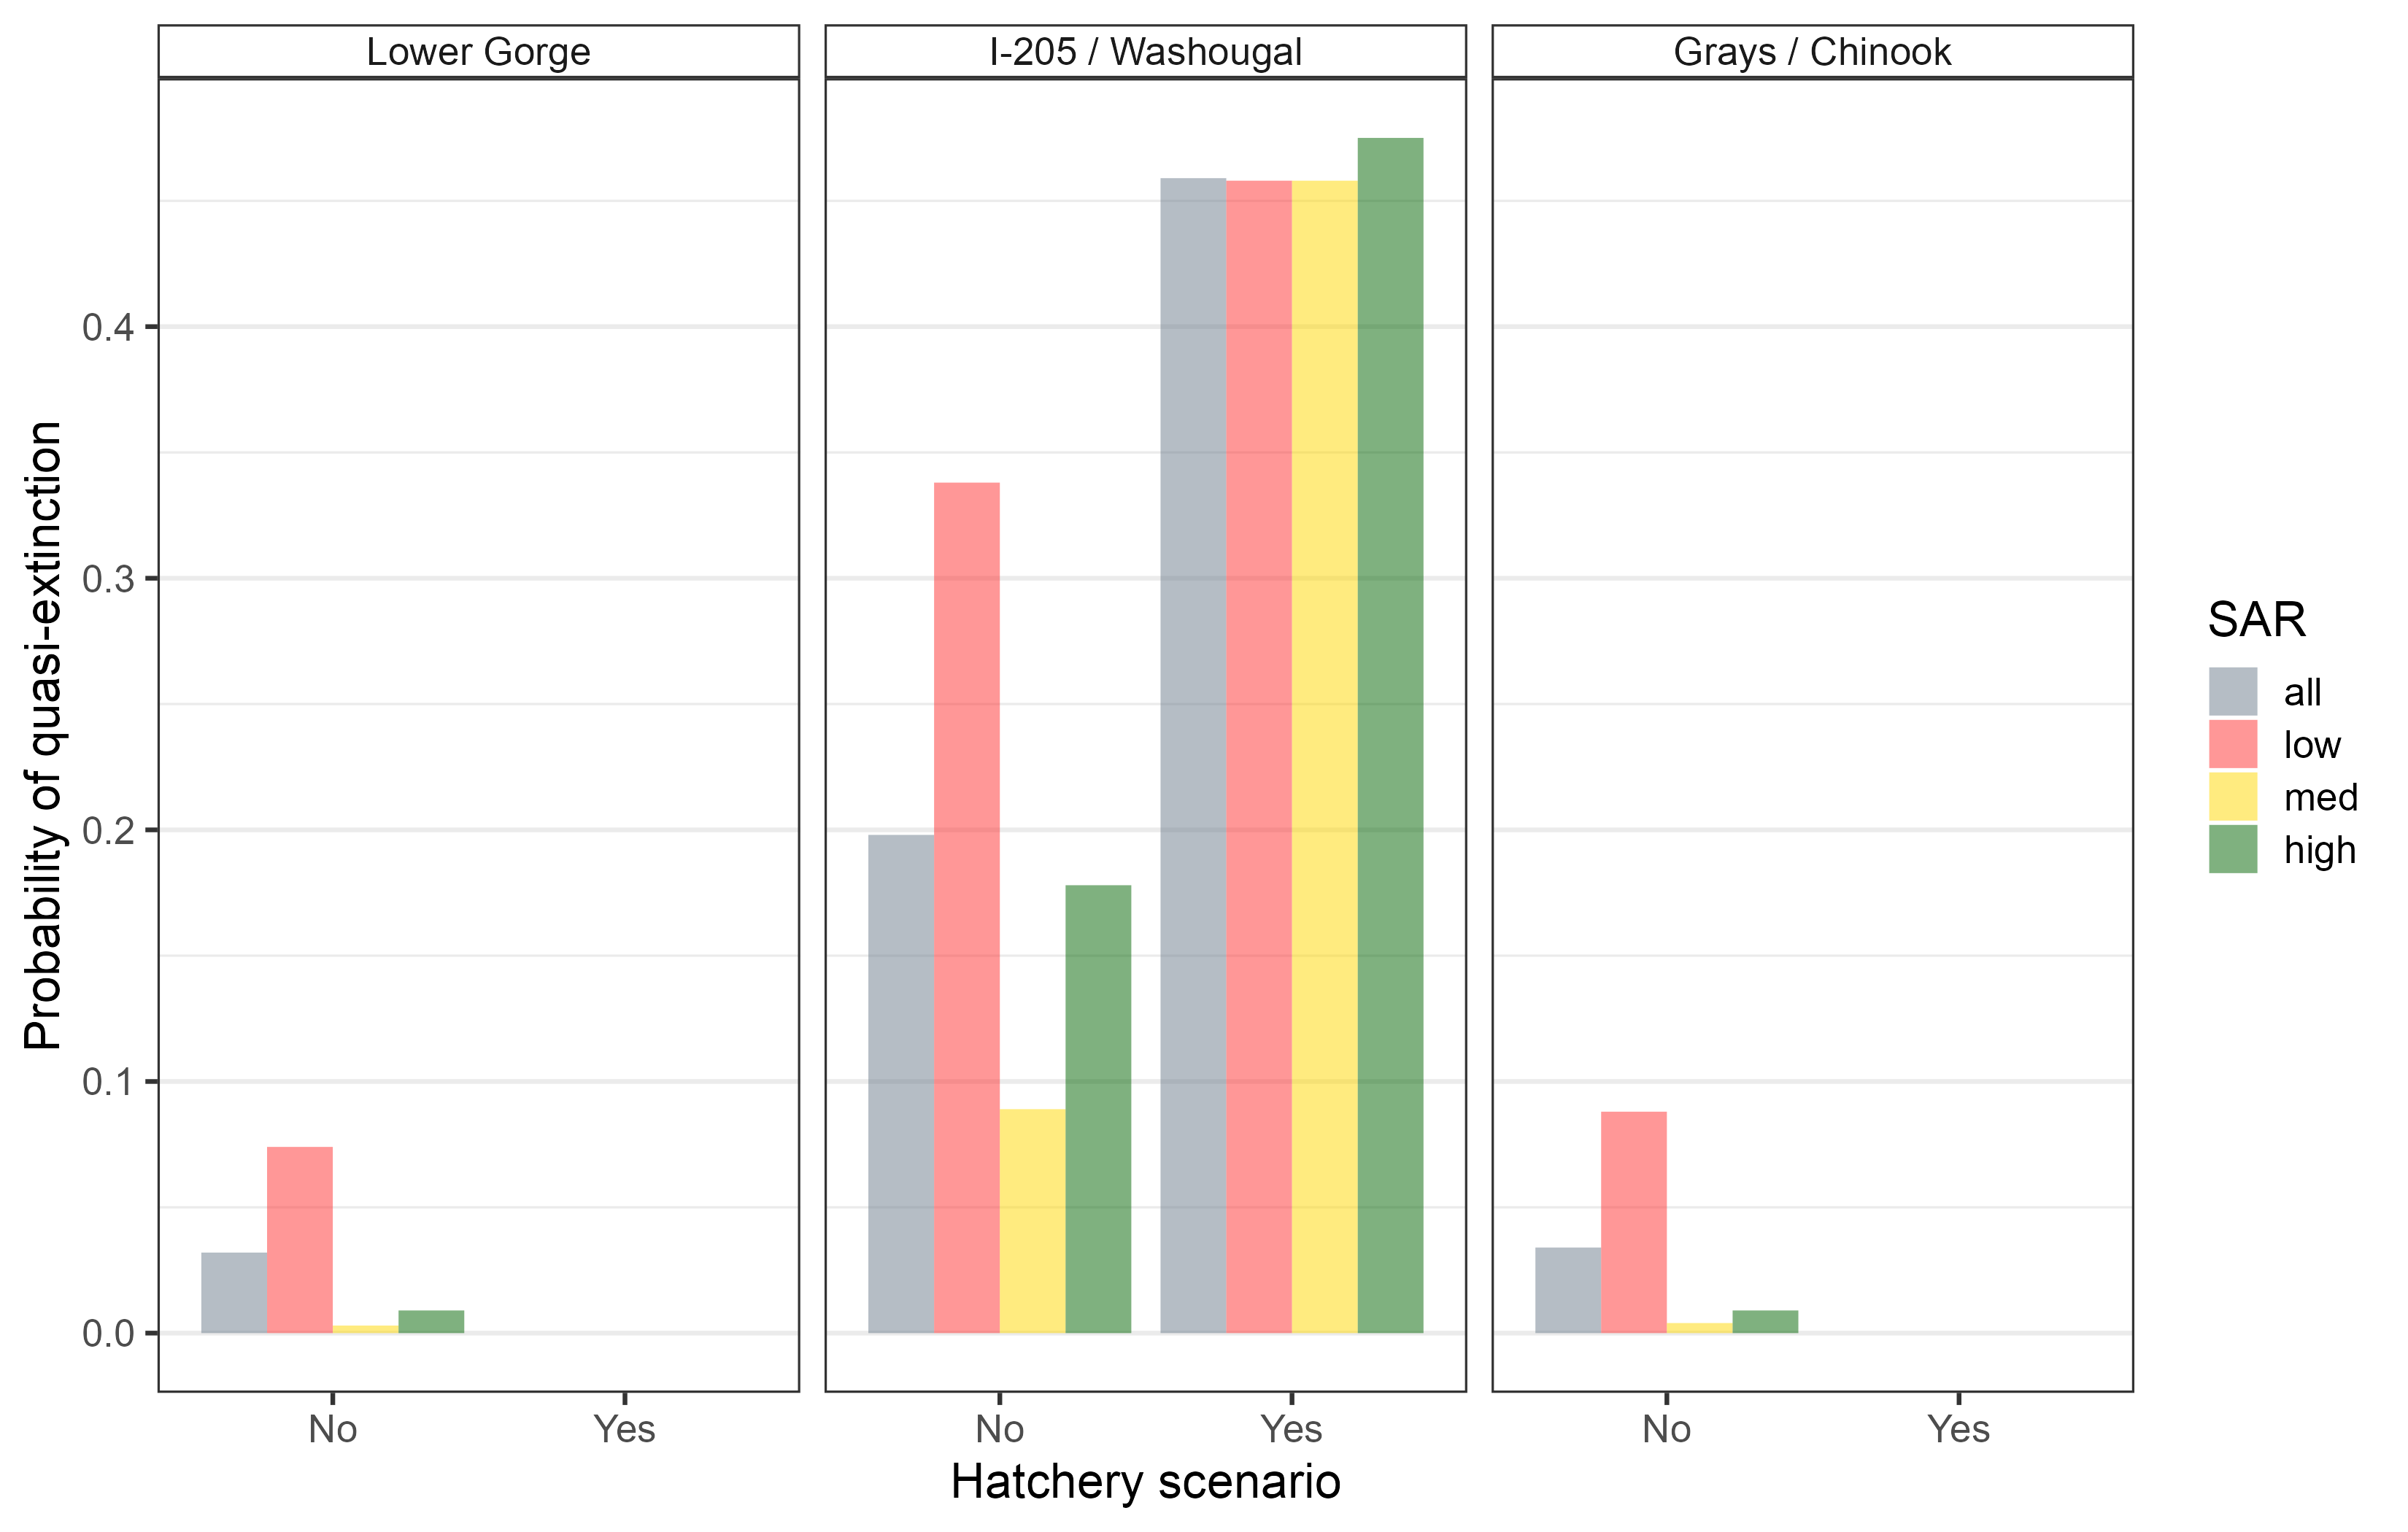 Lower Gorge
I-205 / Washougal
Grays / Chinook
Probability of quasi-extinction
0.4
0.3
0.2
0.1
0.0
No
Yes
No
Yes
No
Yes
Hatchery scenario
SAR
all
low
med
high